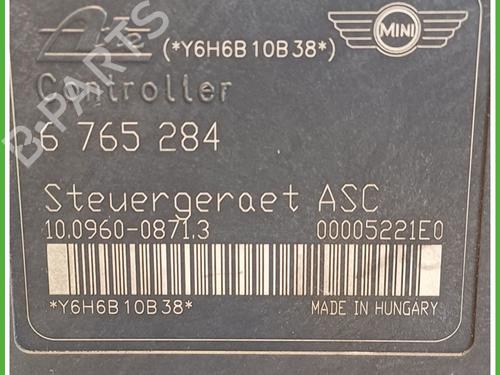 (*Y6H6B10B38*)
MINI
Controller
6 765 284
Steuergeraet ASC
10.0960-0871.3 00005221E0
*Y6H6B10B38* MADE IN HUNGARY
B-PARTS